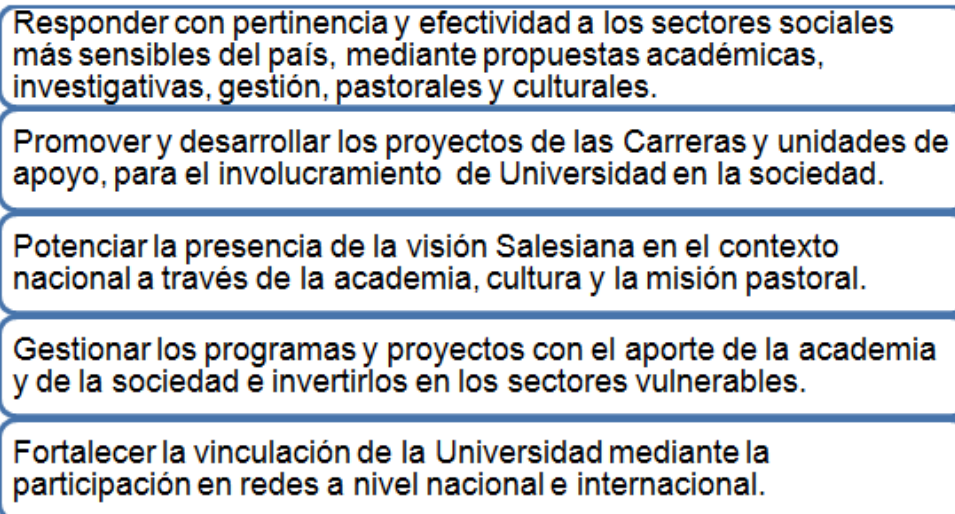 Responder con pertinencia y efectividad a los sectores sociales
más sensibles del país, mediante propuestas académicas,
investigativas, gestión, pastorales y culturales.
Promover y desarrollar los proyectos de las Carreras y unidades de
apoyo, para el involucramiento de Universidad en la sociedad.
Potenciar la presencia de la visión Salesiana en el contexto
nacional a través de la academia, cultura y la misión pastoral.
Gestionar los programas y proyectos con el aporte de la academia
y de la sociedad e invertirlos en los sectores vulnerables.
Fortalecer la vinculación de la Universidad mediante la
participación en redes a nivel nacional e internacional.